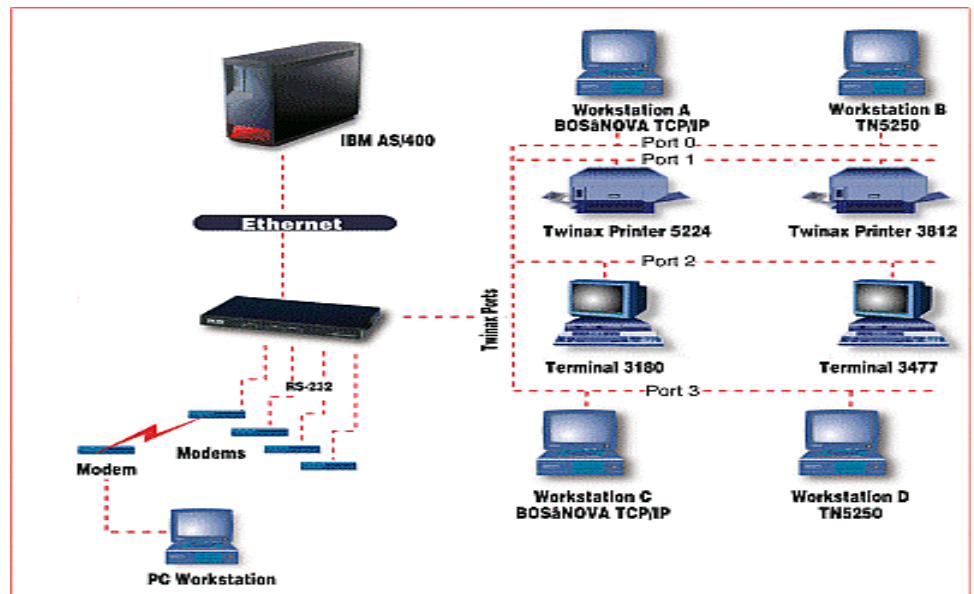 IBM AS/400
Ethernet
RS-232
Modems
Modem
PC Workstation
Twinax Ports
Workstation A
BOSâNOVA TCP/IP
Workstation B
TN5250
Port 0
Port 1
Twinax Printer 5224
Twinax Printer 3812
Port 2
Terminal 3180
Terminal 3477
Port 3
Workstation C
BOSâNOVA TCP/IP
Workstation D
TN5250